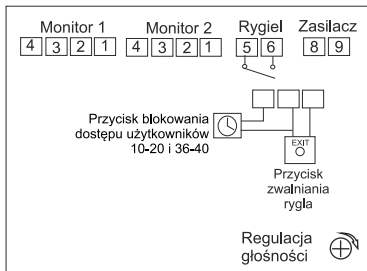 Monitor 1 Monitor 2 Rygiel Zasilacz
4 3 2 1 4 3 2 1 5 6 8 9
Przycisk blokowania
dostępu użytkowników
10-20 i 36-40
EXIT
Przycisk
zwalniania
rygla
Regulacja
głośności